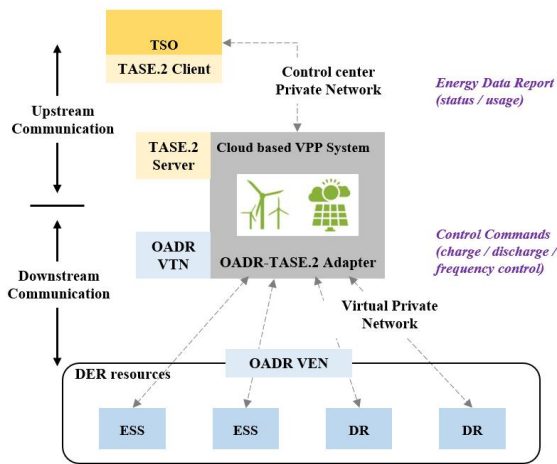 TSO
TASE.2 Client
Control center
Private Network
Energy Data Report
(status / usage)
Upstream
Communication
TASE.2
Server
Cloud based VPP System
OADR
VTN
OADR-TASE.2 Adapter
Control Commands
(charge / discharge /
frequency control)
Downstream
Communication
Virtual Private
Network
DER resources
OADR VEN
ESS
ESS
DR
DR